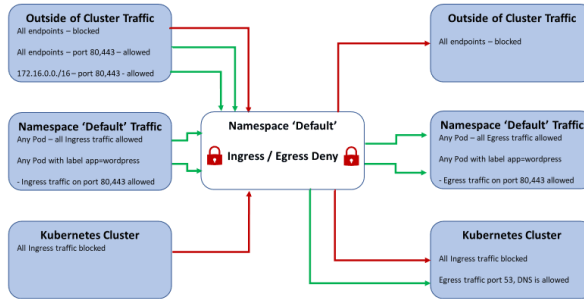 Outside of Cluster Traffic
All endpoints – blocked
All endpoints – port 80,443 – allowed
172.16.0.0./16 – port 80,443 - allowed
Namespace ‘Default’ Traffic
Any Pod – all Ingress traffic allowed
Any Pod with label app=wordpress
- Ingress traffic on port 80,443 allowed
Kubernetes Cluster
All Ingress traffic blocked
Namespace ‘Default’
Ingress / Egress Deny
Outside of Cluster Traffic
All endpoints – blocked
Namespace ‘Default’ Traffic
Any Pod – all Egress traffic allowed
Any Pod with label app=wordpress
- Egress traffic on port 80,443 allowed
Kubernetes Cluster
All Ingress traffic blocked
Egress traffic port 53, DNS is allowed